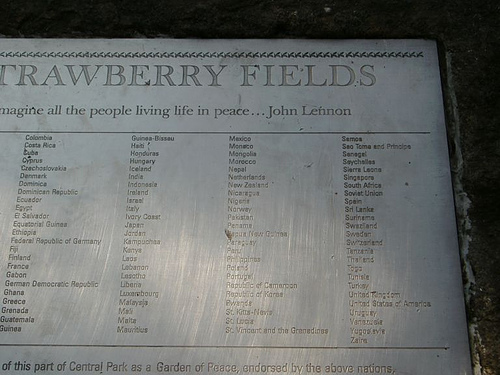 TRAWBERRY FIELDS
magine all the people living life in peace... John Lennon
Colombia
Costa Rica
Cuba
Cyprus
Czechoslovakia
Denmark
Dominica
Dominican Republic
Ecuador
Egypt
El Salvador
Equatorial Guinea
Ethiopia
Federal Republic of Germany
Fiji
Finland
France
Gabon
German Democratic Republic
Ghana
Greece
Grenada
Guatemala
Guinea
Guinea-Bissau
Haiti
Honduras
Hungary
Iceland
India
Indonesia
Ireland
Israel
Italy
Ivory Coast
Japan
Jordan
Kampuchea
Kenya
Laos
Lebanon
Lesotho
Liberia
Luxembourg
Malaysia
Mali
Malta
Mauritius
Mexico
Monaco
Mongolia
Morocco
Nepal
Netherlands
New Zealand
Nicaragua
Nigeria
Norway
Pakistan
Panama
Papua New Guinea
Paraguay
Peru
Philippines
Poland
Portugal
Republic of Cameroon
Republic of Korea
Rwanda
St. Kitts-Nevis
St. Lucia
St. Vincent and the Grenadines
Samoa
Sao Toma and Principe
Senegal
Seychelles
Sierra Leone
Singapore
South Africa
Soviet Union
Spain
Sri Lanka
Suriname
Swaziland
Sweden
Switzerland
Tanzania
Thailand
Togo
Tunisia
Turkey
United Kingdom
United States of America
Uruguay
Venezuela
Yugoslavia
Zaire
of this part of Central Park as a Garden of Peace, endorsed by the above nations,